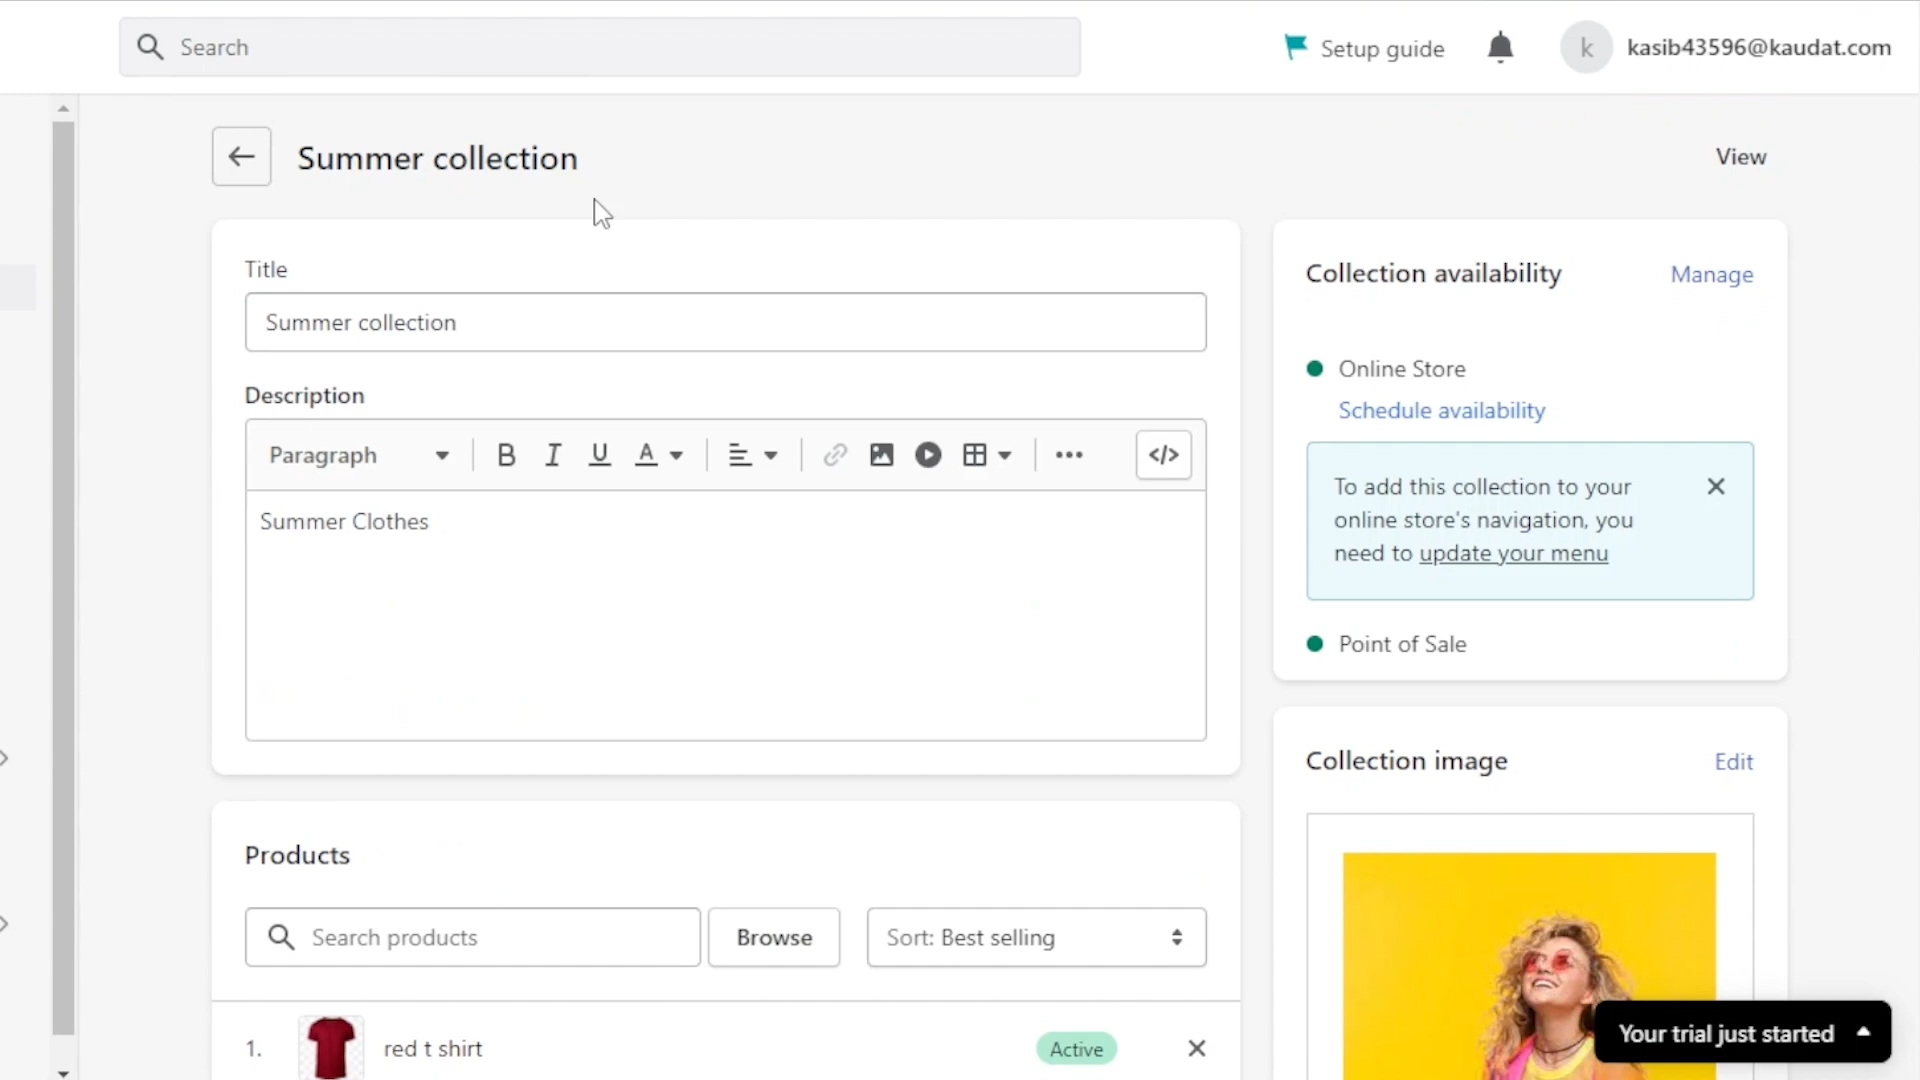 Search
Setup guide
k
kasib43596@kaudat.com
Summer collection
View
Title
Summer collection
Description
Paragraph
B I U A
</>
Summer Clothes
Products
Search products
Browse
Sort: Best selling
1.
red t shirt
Active
Collection availability
Manage
Online Store
Schedule availability
To add this collection to your
online store's navigation, you
need to update your menu
Point of Sale
Collection image
Edit
Your trial just started